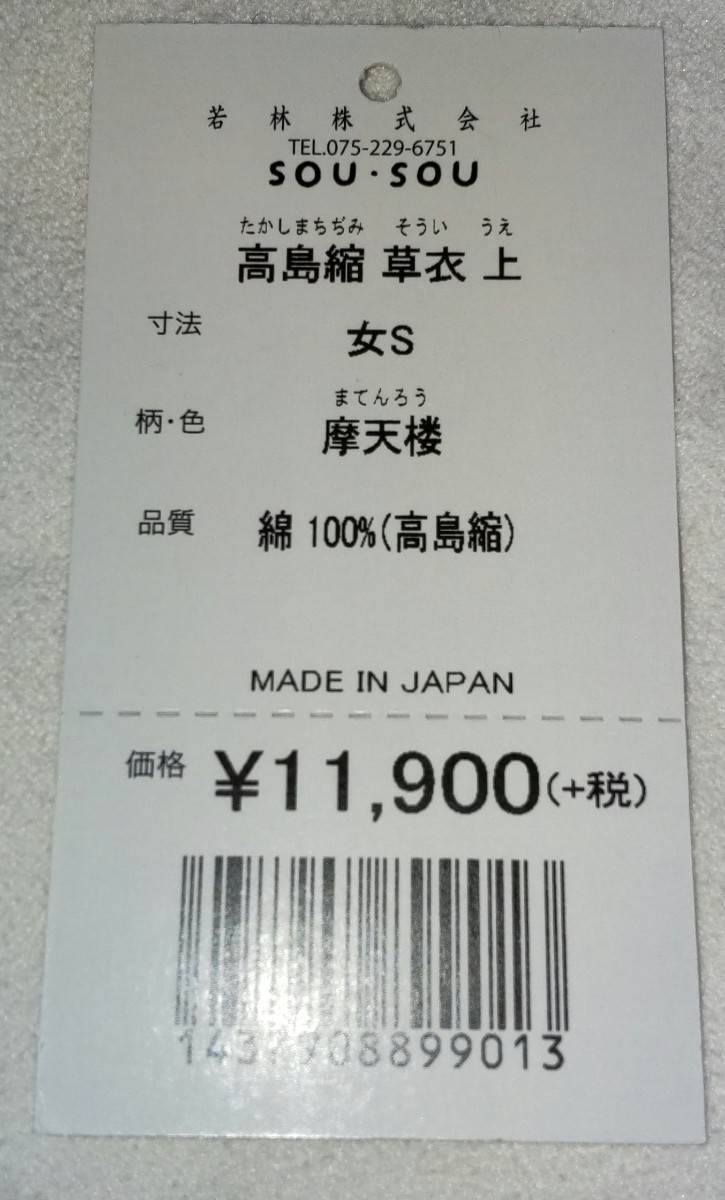 若林株式会社
TEL.075-229-6751
SOU・SOU
たかしまちぢみ そうい うえ
高島縮 草衣 上
寸法 女S
まてんろう
柄・色 摩天楼
品質 綿 100%(高島縮)
MADE IN JAPAN
価格 ¥11,900(+税)